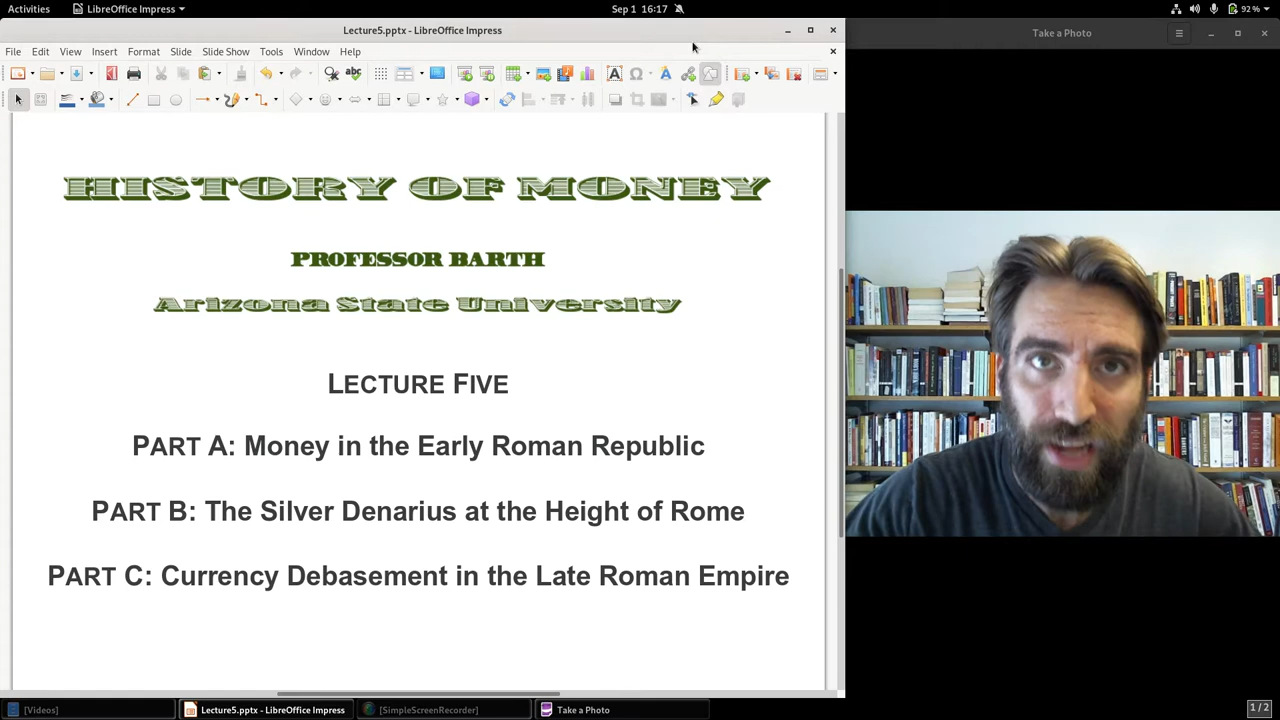 Activities
LibreOffice Impress
Sep 1 16:17
92 %
Lecture5.pptx - LibreOffice Impress
Take a Photo
File Edit View Insert Format Slide Slide Show Tools Window Help
HISTORY OF MONEY
PROFESSOR BARTH
Arizona State University
LECTURE FIVE
PART A: Money in the Early Roman Republic
PART B: The Silver Denarius at the Height of Rome
PART C: Currency Debasement in the Late Roman Empire
[Videos]
Lecture5.pptx - LibreOffice Impress
[SimpleScreenRecorder]
Take a Photo
1 / 2